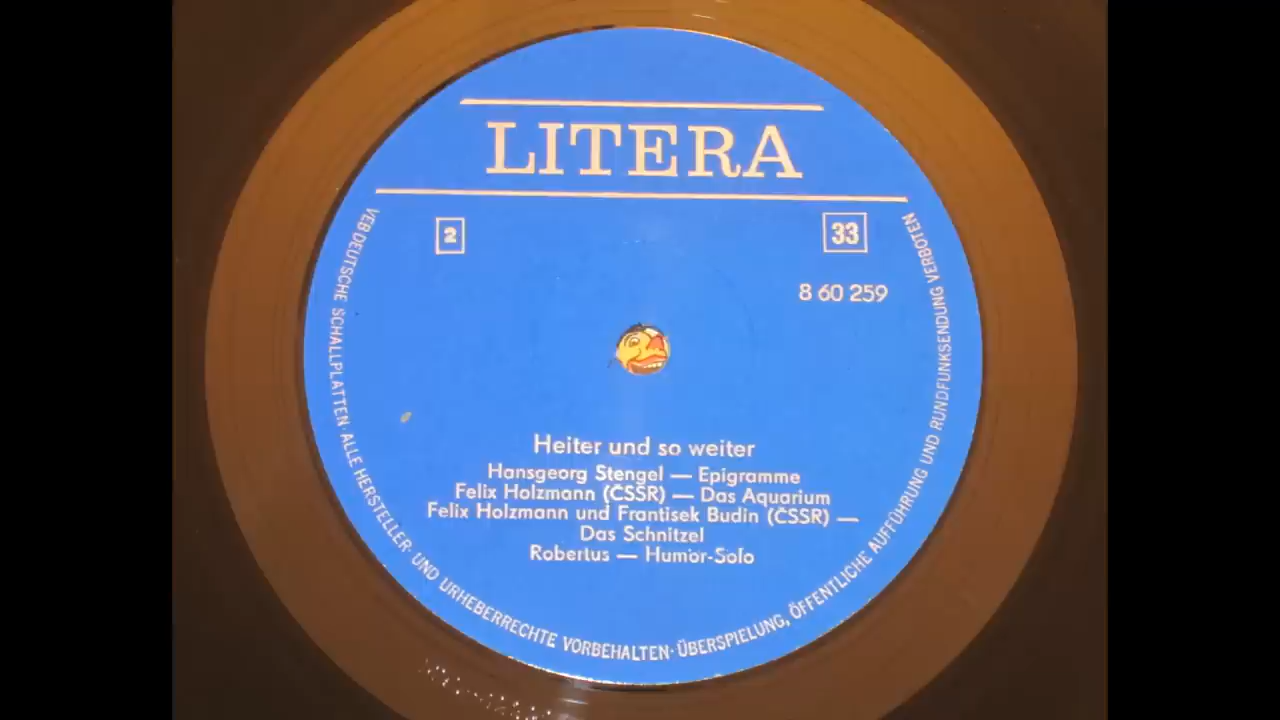 LITERA
2
33
8 60 259
Heiter und so weiter
Hansgeorg Stengel — Epigramme
Felix Holzmann (ČSSR) — Das Aquarium
Felix Holzmann und Frantisek Budin (ČSSR) —
Das Schnitzel
Robertus — Humor-Solo
VEB DEUTSCHE SCHALLPLATTEN · ALLE HERSTELLER- UND URHEBERRECHTE VORBEHALTEN · ÜBERSPIELUNG, ÖFFENTLICHE AUFFÜHRUNG UND RUNDFUNKSENDUNG VERBOTEN